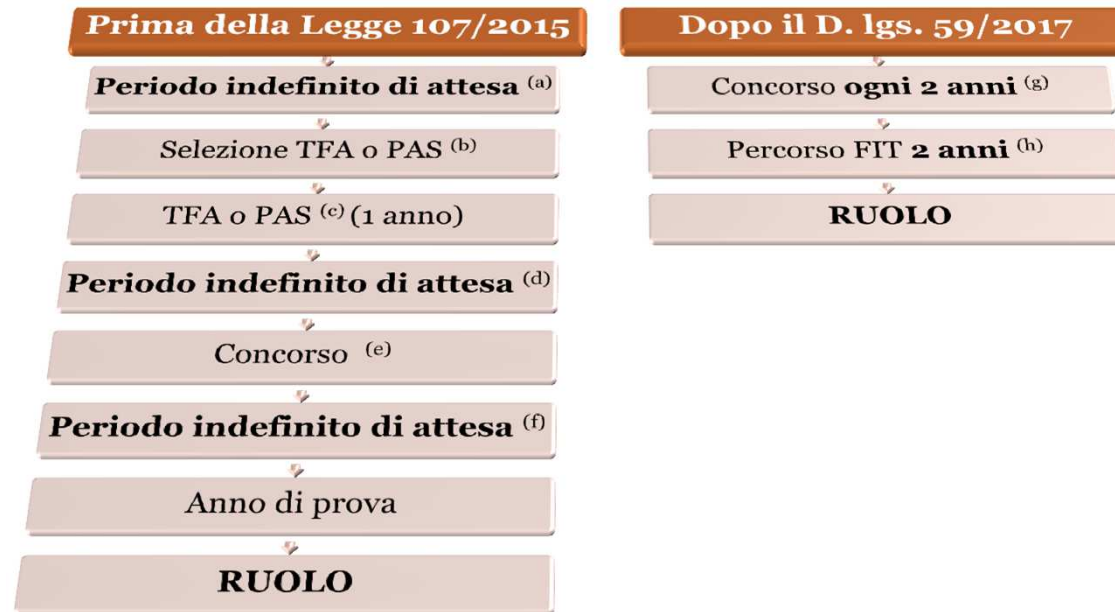 Prima della Legge 107/2015
Periodo indefinito di attesa (a)
Selezione TFA o PAS (b)
TFA o PAS (c) (1 anno)
Periodo indefinito di attesa (d)
Concorso (e)
Periodo indefinito di attesa (f)
Anno di prova
RUOLO
Dopo il D. lgs. 59/2017
Concorso ogni 2 anni (g)
Percorso FIT 2 anni (h)
RUOLO